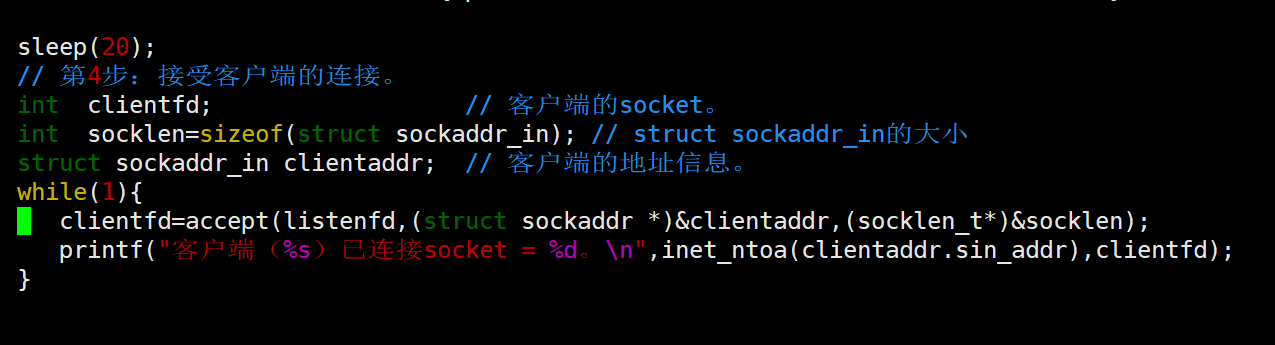 sleep(20);
// 第4步：接受客户端的连接。
int  clientfd;                  // 客户端的socket。
int  socklen=sizeof(struct sockaddr_in); // struct sockaddr_in的大小
struct sockaddr_in clientaddr;  // 客户端的地址信息。
while(1){
   clientfd=accept(listenfd,(struct sockaddr *)&clientaddr,(socklen_t*)&socklen);
   printf("客户端（%s）已连接socket = %d。\n",inet_ntoa(clientaddr.sin_addr),clientfd);
}